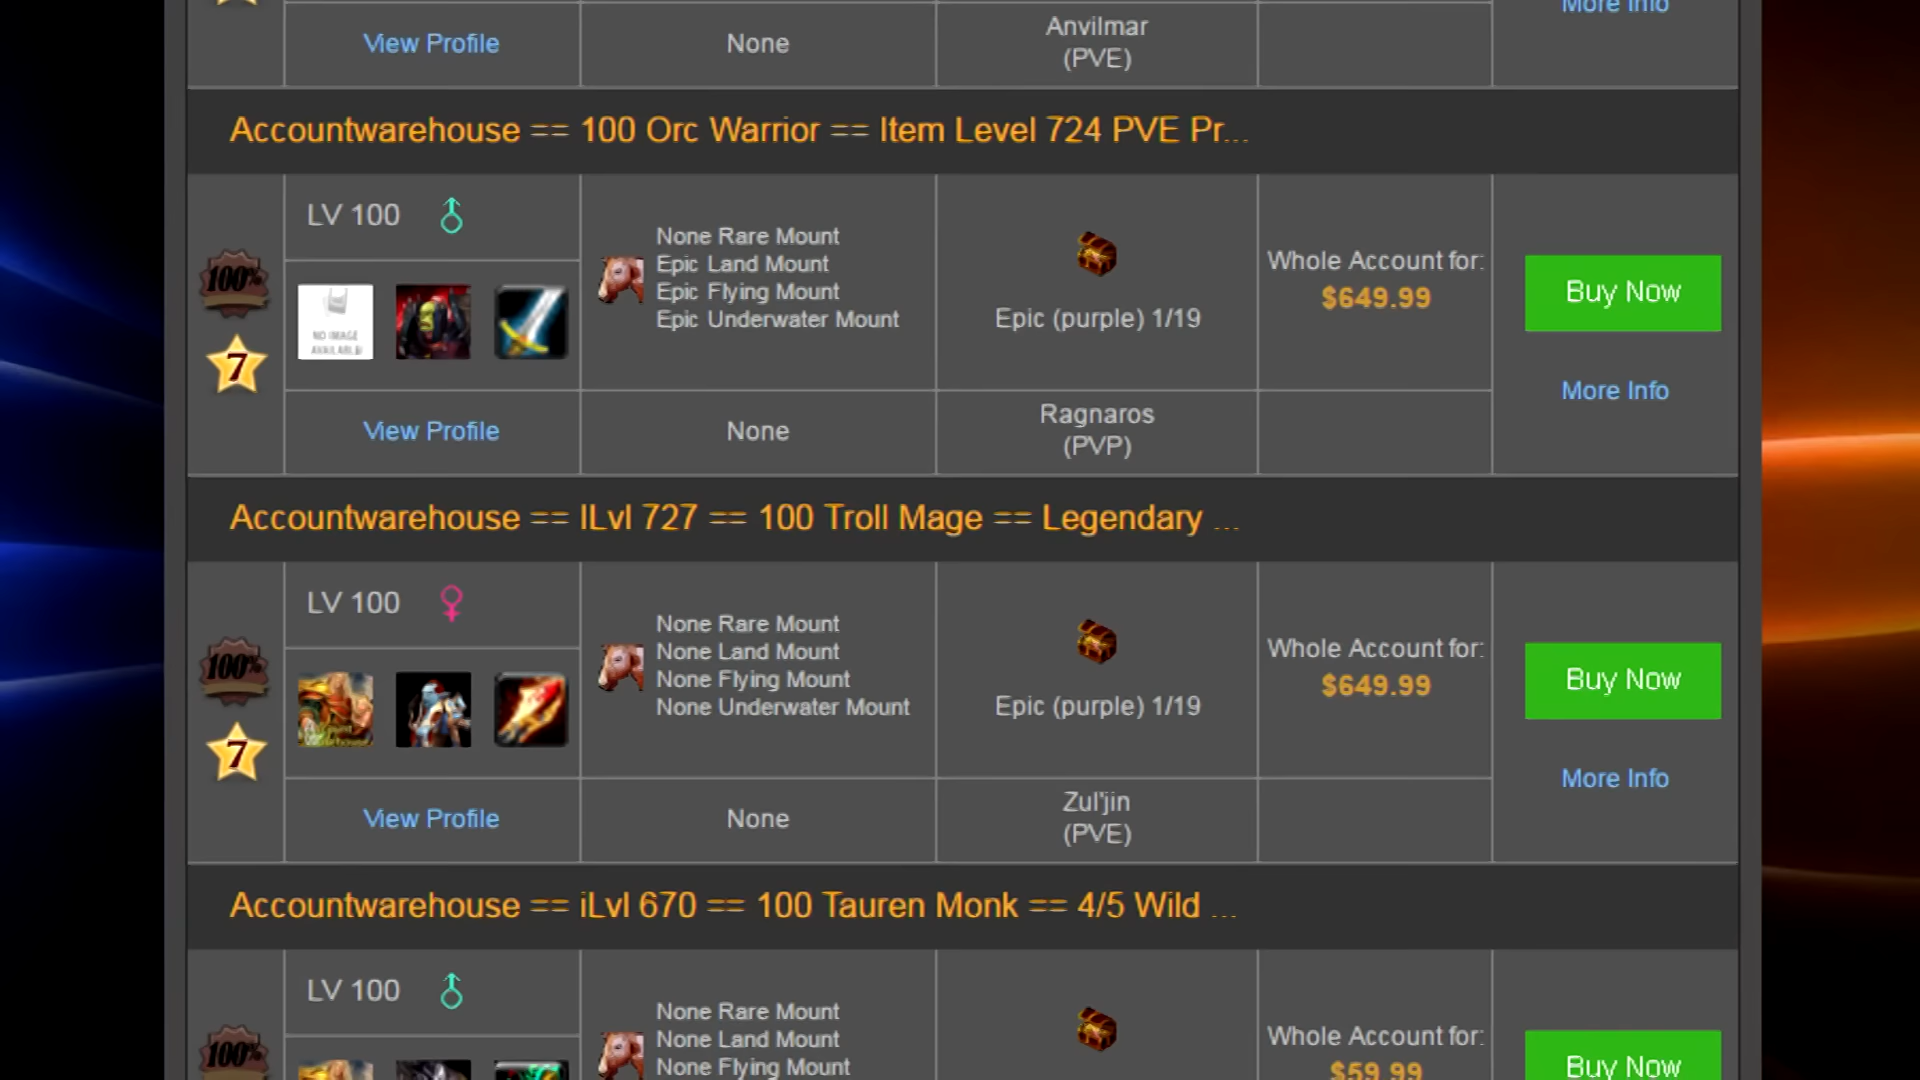 More Info
View Profile
None
Anvilmar
(PVE)
Accountwarehouse == 100 Orc Warrior == Item Level 724 PVE Pr...
LV 100
100%
7
NO IMAGE
AVAILABLE
None Rare Mount
Epic Land Mount
Epic Flying Mount
Epic Underwater Mount
Epic (purple) 1/19
Whole Account for:
$649.99
Buy Now
More Info
View Profile
None
Ragnaros
(PVP)
Accountwarehouse == ILvl 727 == 100 Troll Mage == Legendary ...
LV 100
100%
7
None Rare Mount
None Land Mount
None Flying Mount
None Underwater Mount
Epic (purple) 1/19
Whole Account for:
$649.99
Buy Now
More Info
View Profile
None
Zul'jin
(PVE)
Accountwarehouse == iLvl 670 == 100 Tauren Monk == 4/5 Wild ...
LV 100
100%
None Rare Mount
None Land Mount
None Flying Mount
Whole Account for:
$59.99
Buy Now